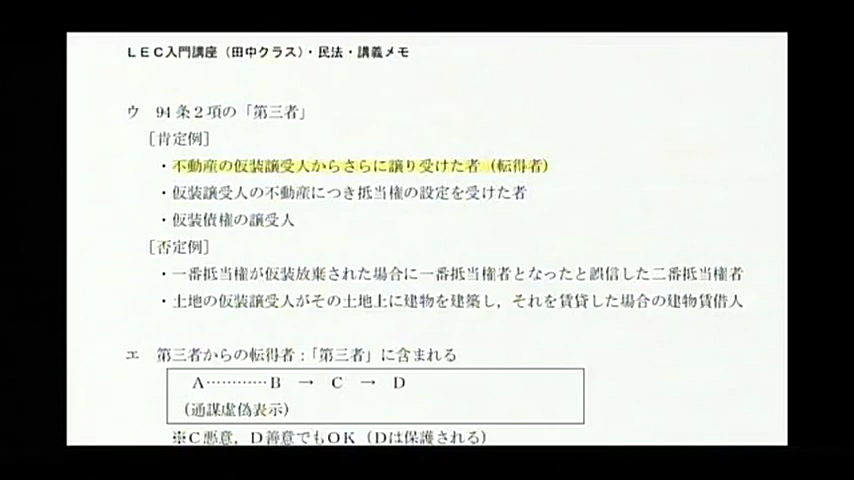 LEC入門講座（田中クラス）・民法・講義メモ
ウ 94条2項の「第三者」
［肯定例］
・不動産の仮装譲受人からさらに譲り受けた者（転得者）
・仮装譲受人の不動産につき抵当権の設定を受けた者
・仮装債権の譲受人
［否定例］
・一番抵当権が仮装放棄された場合に一番抵当権者となったと誤信した二番抵当権者
・土地の仮装譲受人がその土地上に建物を建築し，それを賃貸した場合の建物賃借人
エ 第三者からの転得者：「第三者」に含まれる
A…………B → C → D
（通謀虚偽表示）
※C悪意，D善意でもOK（Dは保護される）